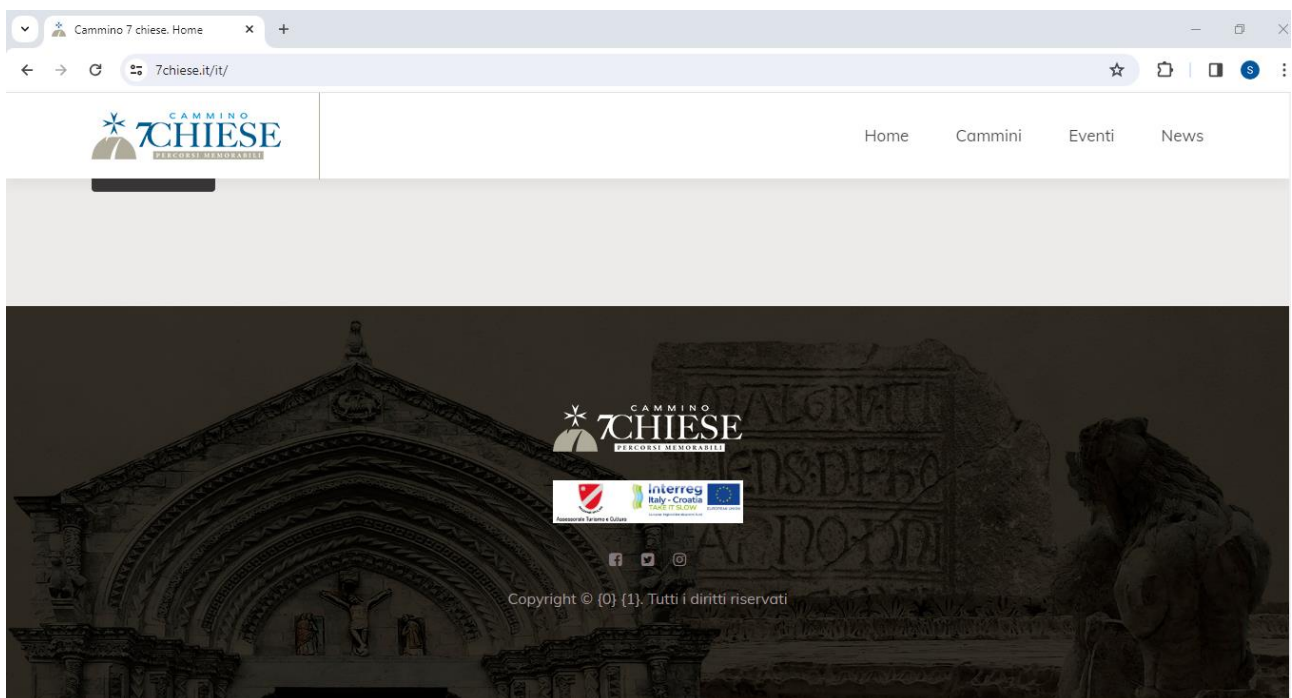 Cammino 7 chiese. Home
7chiese.it/it/
S
CAMMINO
7CHIESE
PERCORSI MEMORABILI
Home Cammini Eventi News
CAMMINO
7CHIESE
PERCORSI MEMORABILI
Assessorato Turismo e Cultura
Interreg
Italy - Croatia
TAKE IT SLOW
EUROPEAN UNION
Copyright © {0} {1}. Tutti i diritti riservati